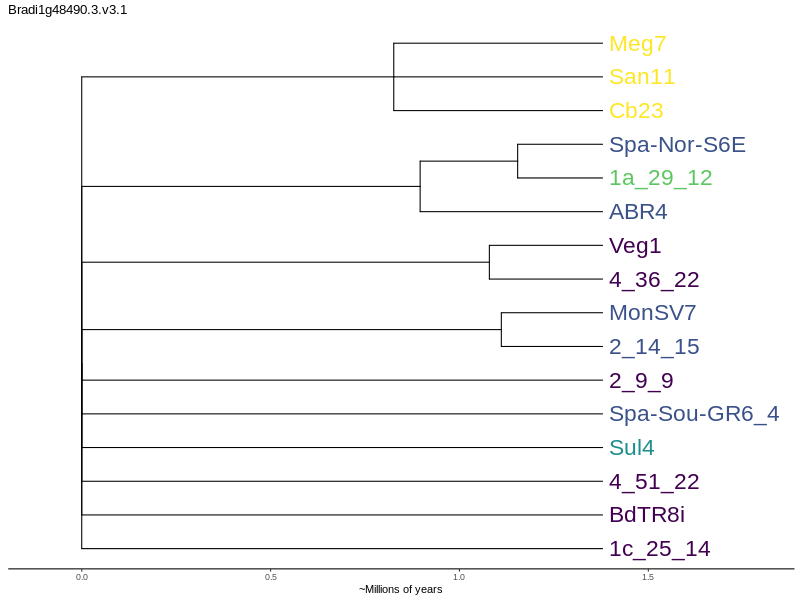 Bradi1g48490.3.v3.1
Meg7
San11
Cb23
Spa-Nor-S6E
1a_29_12
ABR4
Veg1
4_36_22
MonSV7
2_14_15
2_9_9
Spa-Sou-GR6_4
Sul4
4_51_22
BdTR8i
1c_25_14
0.0 0.5 1.0 1.5
~Millions of years